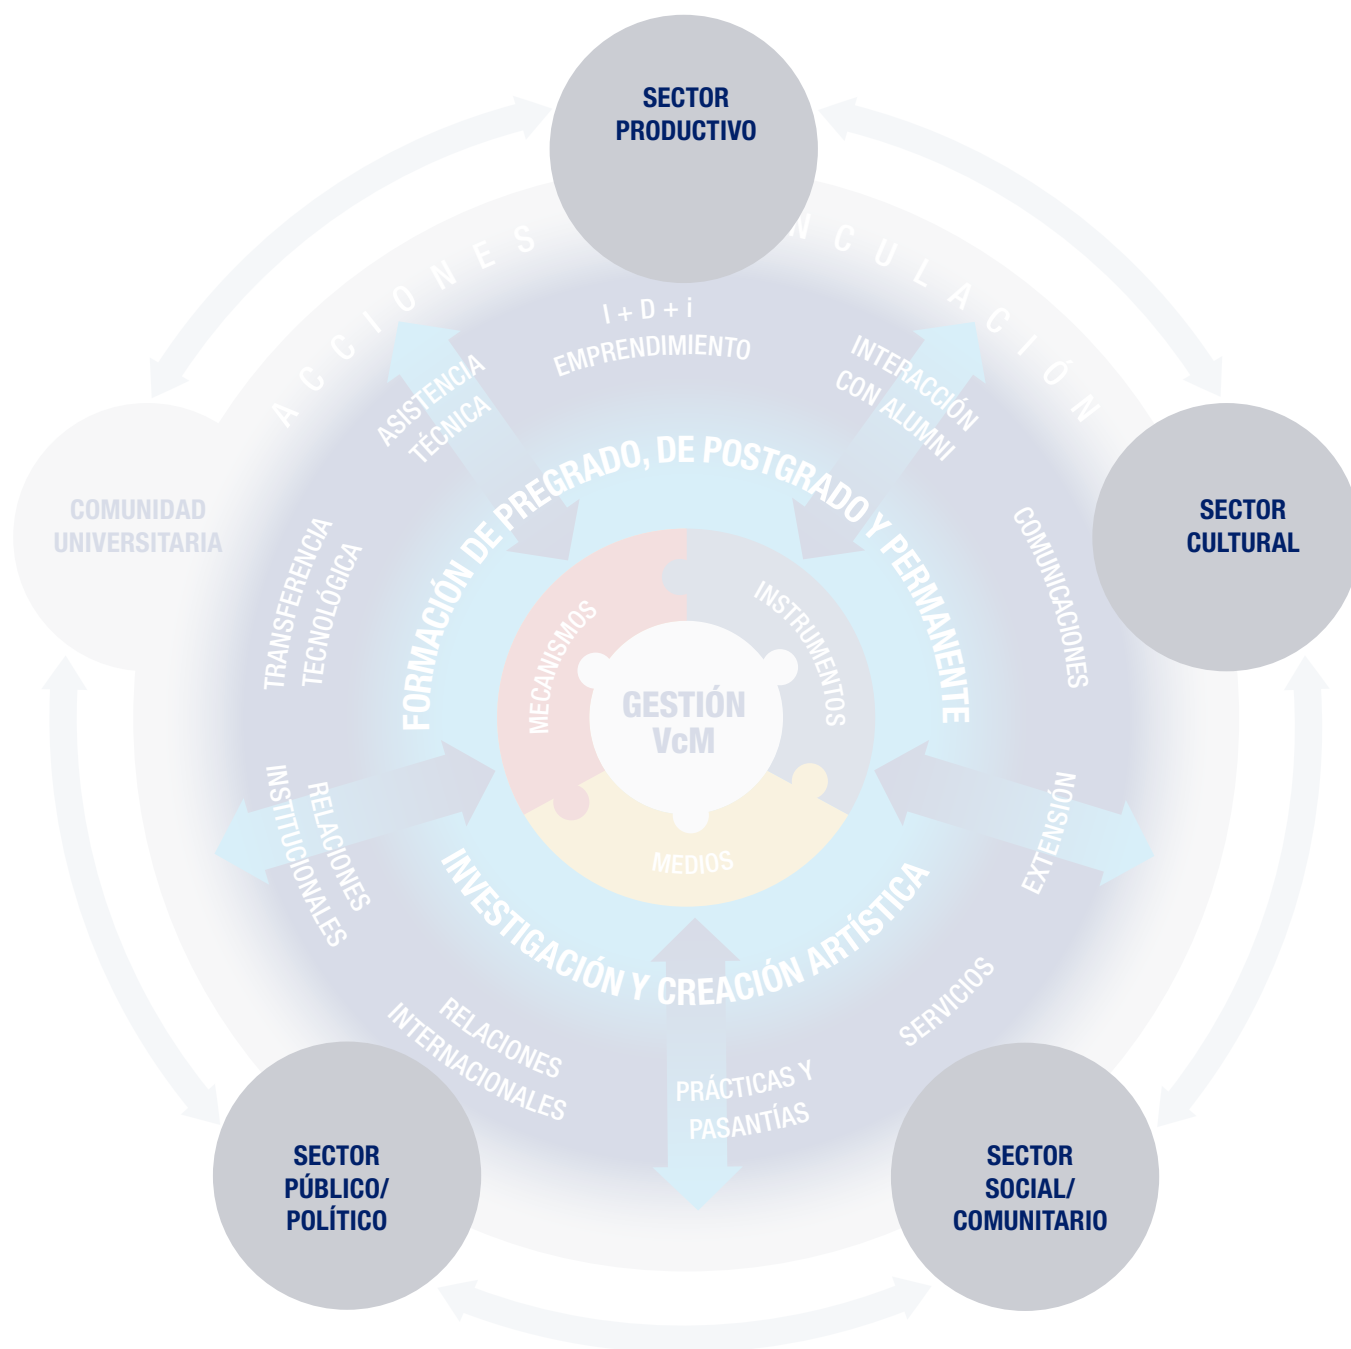 SECTOR
PRODUCTIVO
ACCIONES
NCULACIÓN
I + D + i
EMPRENDIMIENTO
ASISTENCIA
TÉCNICA
INTERACCIÓN
CON ALUMNI
FORMACIÓN DE PREGRADO, DE POSTGRADO Y PERMANENTE
COMUNIDAD
UNIVERSITARIA
SECTOR
CULTURAL
TRANSFERENCIA
TECNOLÓGICA
COMUNICACIONES
MECANISMOS
INSTRUMENTOS
GESTIÓN
VcM
MEDIOS
RELACIONES
INSTITUCIONALES
EXTENSIÓN
INVESTIGACIÓN Y CREACIÓN ARTÍSTICA
RELACIONES
INTERNACIONALES
PRÁCTICAS Y
PASANTÍAS
SERVICIOS
SECTOR
PÚBLICO/
POLÍTICO
SECTOR
SOCIAL/
COMUNITARIO